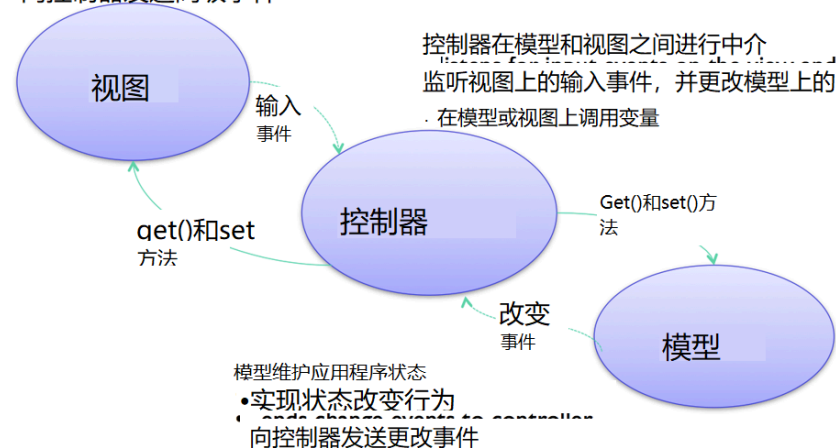 控制器在模型和视图之间进行中介
监听视图上的输入事件，并更改模型上的
· 在模型或视图上调用变量
视图
输入
事件
控制器
Get()和set()方
法
get()和set
方法
改变
事件
模型
模型维护应用程序状态
•实现状态改变行为
• sends change events to controller
向控制器发送更改事件